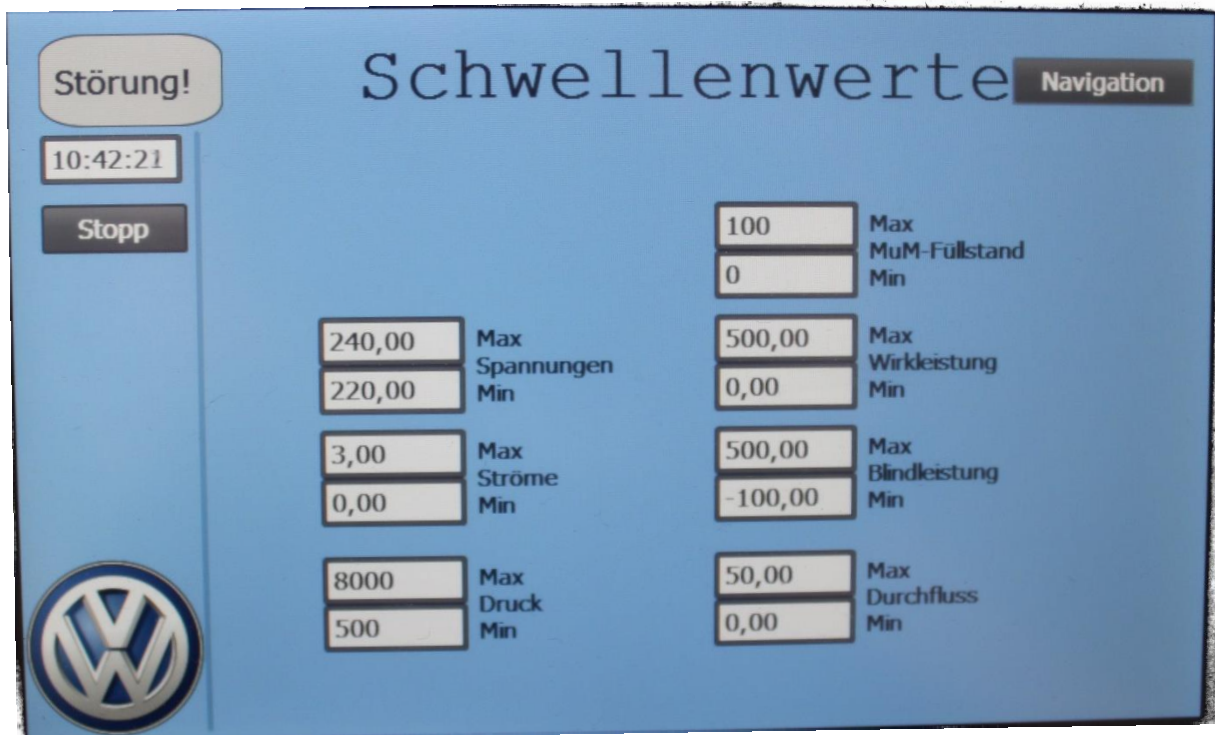 Störung!
Schwellenwerte
Navigation
10:42:21
Stopp
100
Max
MuM-Füllstand
0
Min
240,00
Max
Spannungen
220,00
Min
500,00
Max
Wirkleistung
0,00
Min
3,00
Max
Ströme
0,00
Min
500,00
Max
Blindleistung
-100,00
Min
8000
Max
Druck
500
Min
50,00
Max
Durchfluss
0,00
Min
VW